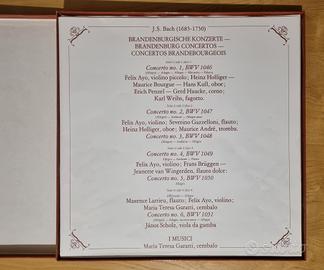 J.S. Bach (1685-1750)
BRANDENBURGISCHE KONZERTE —
BRANDENBURG CONCERTOS —
CONCERTOS BRANDEBOURGEOIS
Concerto no. 1, BWV 1046
Felix Ayo, violino piccolo; Heinz Holliger —
Maurice Bourgue — Hans Kull, oboe;
Erich Penzel — Gerd Haucke, corno;
Karl Weihs, fagotto.
Concerto no. 2, BWV 1047
Felix Ayo, violino; Severino Gazzelloni, flauto;
Heinz Holliger, oboe; Maurice André, tromba.
Concerto no. 3, BWV 1048
Concerto no. 4, BWV 1049
Felix Ayo, violino; Frans Brüggen —
Jeanette van Wingerden, flauto dolce;
Concerto no. 5, BWV 1050
Maxence Larrieu, flauto; Felix Ayo, violino;
Maria Teresa Garatti, cembalo
Concerto no. 6, BWV 1051
János Scholz, viola da gamba
I MUSICI
Maria Teresa Garatti, cembalo
subito